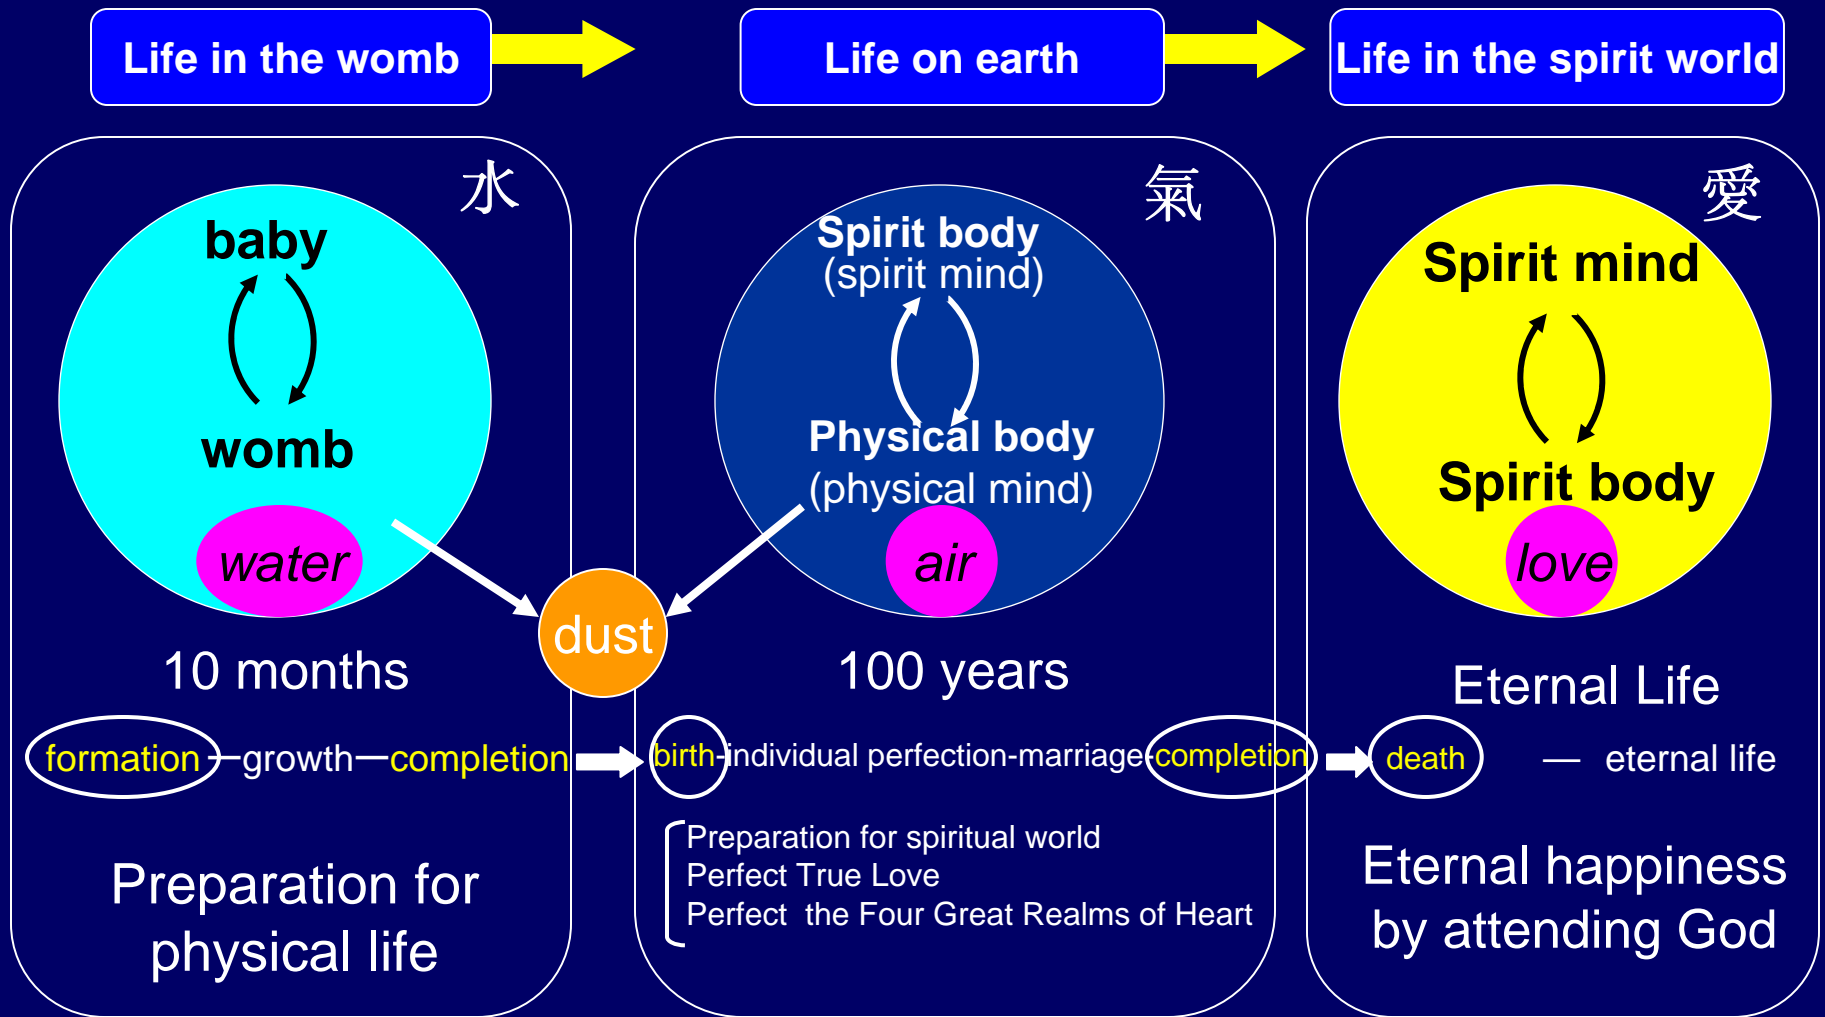 Life in the womb
Life on earth
Life in the spirit world
水
baby
womb
water
10 months
formation—growth—completion
Preparation for
physical life
dust
氣
Spirit body
(spirit mind)
Physical body
(physical mind)
air
100 years
birth-individual perfection-marriage-completion
Preparation for spiritual world
Perfect True Love
Perfect the Four Great Realms of Heart
愛
Spirit mind
Spirit body
love
Eternal Life
death — eternal life
Eternal happiness
by attending God